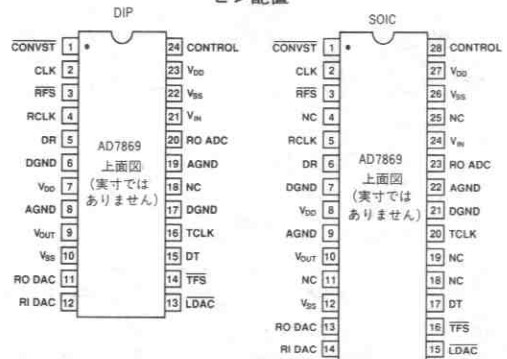 DIP
CONVST 1
CLK 2
RFS 3
RCLK 4
DR 5
DGND 6
VDD 7
AGND 8
VOUT 9
VSS 10
RO DAC 11
RI DAC 12
AD7869
上面図
(実寸では
ありません)
24 CONTROL
23 VDD
22 VSS
21 VIN
20 RO ADC
19 AGND
18 NC
17 DGND
16 TCLK
15 DT
14 TFS
13 LDAC
SOIC
CONVST 1
CLK 2
RFS 3
NC 4
RCLK 5
DR 6
DGND 7
VDD 8
AGND 9
VOUT 10
NC 11
VSS 12
RO DAC 13
RI DAC 14
AD7869
上面図
(実寸では
ありません)
28 CONTROL
27 VDD
26 VSS
25 NC
24 VIN
23 RO ADC
22 AGND
21 DGND
20 TCLK
19 NC
18 NC
17 DT
16 TFS
15 LDAC